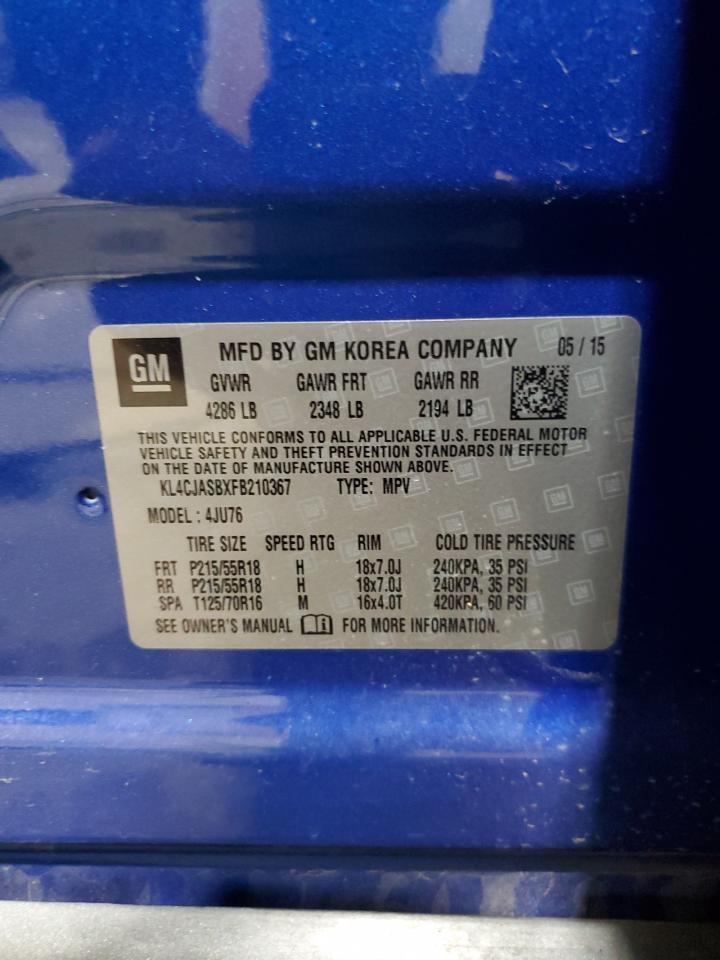 GM
MFD BY GM KOREA COMPANY 05 / 15
GVWR GAWR FRT GAWR RR
4286 LB 2348 LB 2194 LB
THIS VEHICLE CONFORMS TO ALL APPLICABLE U.S. FEDERAL MOTOR
VEHICLE SAFETY AND THEFT PREVENTION STANDARDS IN EFFECT
ON THE DATE OF MANUFACTURE SHOWN ABOVE.
KL4CJASBXFB210367 TYPE: MPV
MODEL : 4JU76
TIRE SIZE SPEED RTG RIM COLD TIRE PRESSURE
FRT P215/55R18 H 18x7.0J 240KPA, 35 PSI
RR P215/55R18 H 18x7.0J 240KPA, 35 PSI
SPA T125/70R16 M 16x4.0T 420KPA, 60 PSI
SEE OWNER'S MANUAL FOR MORE INFORMATION.